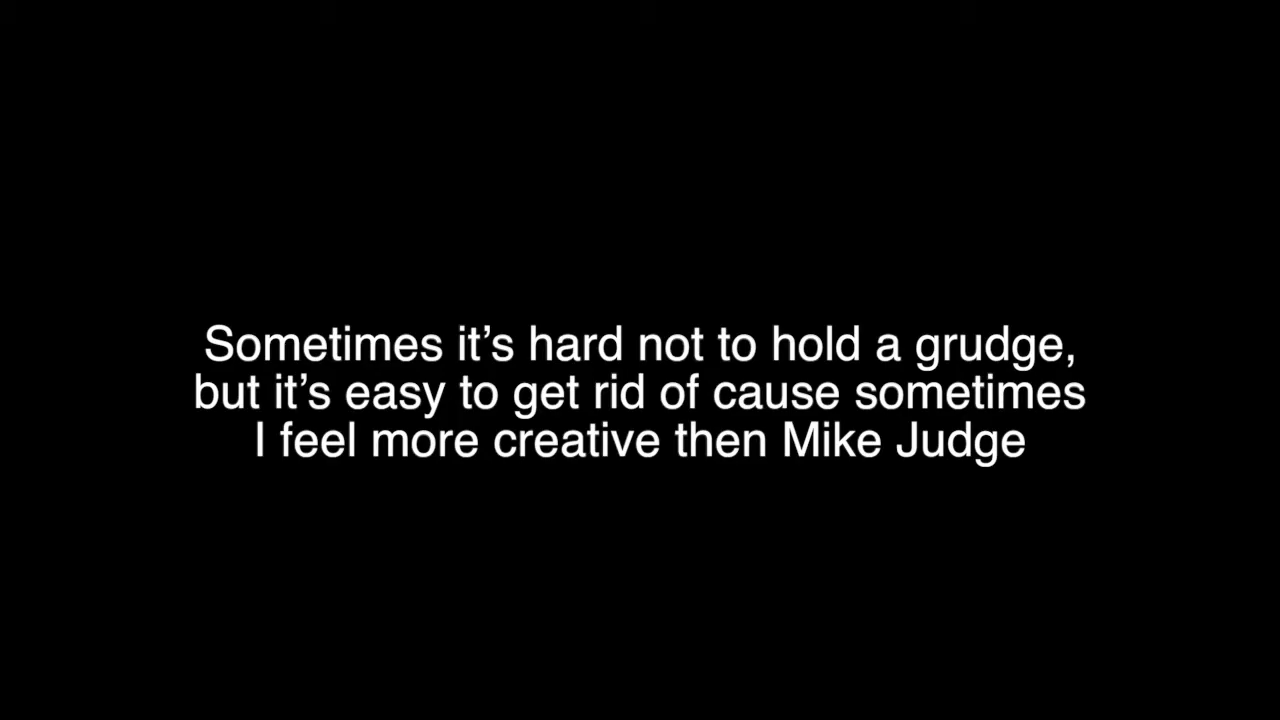 Sometimes it’s hard not to hold a grudge,
but it’s easy to get rid of cause sometimes
I feel more creative then Mike Judge